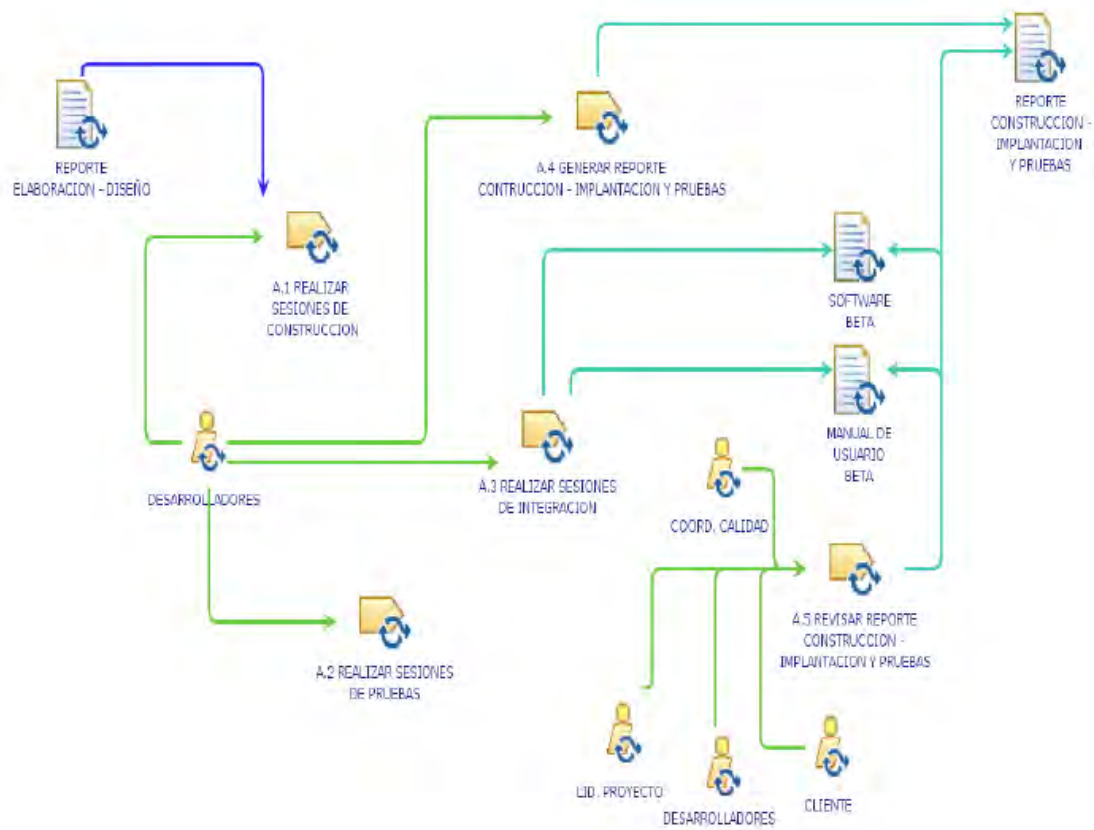 REPORTE
CONSTRUCCION -
IMPLANTACION
Y PRUEBAS
REPORTE
ELABORACION - DISEÑO
A.4 GENERAR REPORTE
CONTRUCCION - IMPLANTACION Y PRUEBAS
A.1 REALIZAR
SESIONES DE
CONSTRUCCION
SOFTWARE
BETA
MANUAL DE
USUARIO
BETA
DESARROLLADORES
A.3 REALIZAR SESIONES
DE INTEGRACION
COORD. CALIDAD
A.5 REVISAR REPORTE
CONSTRUCCION -
IMPLANTACION Y PRUEBAS
A.2 REALIZAR SESIONES
DE PRUEBAS
LID. PROYECTO
DESARROLLADORES
CLIENTE